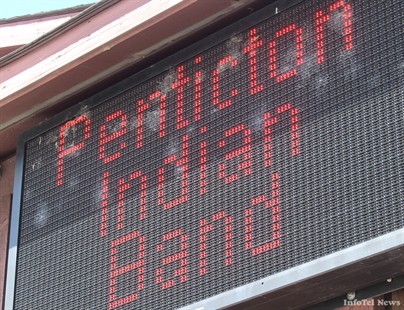 Penticton
Indian
Band
InfoTel News